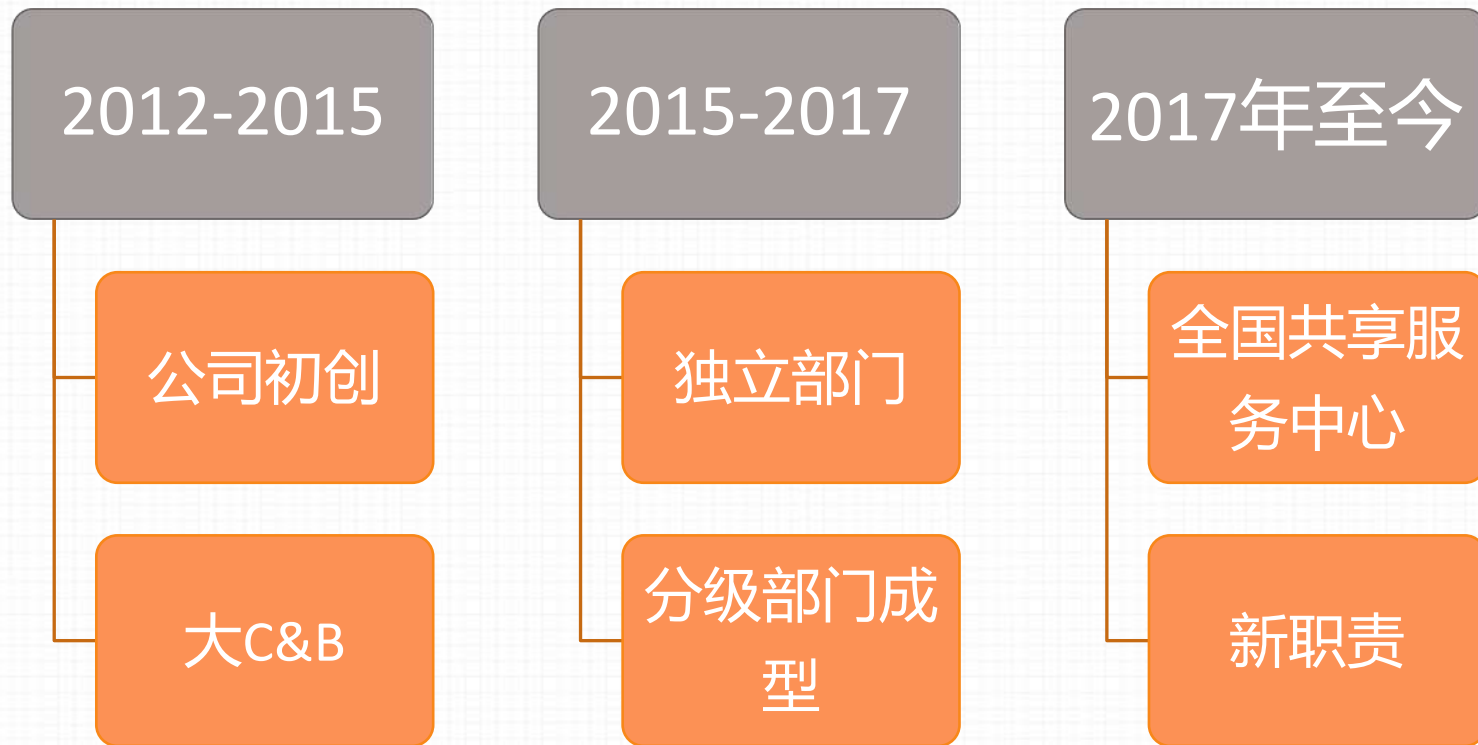 2012-2015
公司初创
大C&B
2015-2017
独立部门
分级部门成
型
2017年至今
全国共享服
务中心
新职责